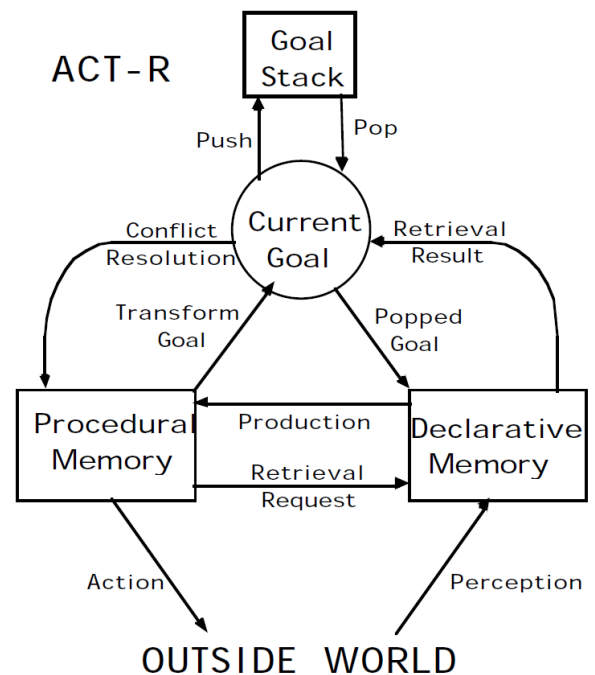 ACT-R
Goal
Stack
Push
Pop
Current
Goal
Conflict
Resolution
Retrieval
Result
Transform
Goal
Popped
Goal
Procedural
Memory
Production
Declarative
Memory
Retrieval
Request
Action
Perception
OUTSIDE WORLD